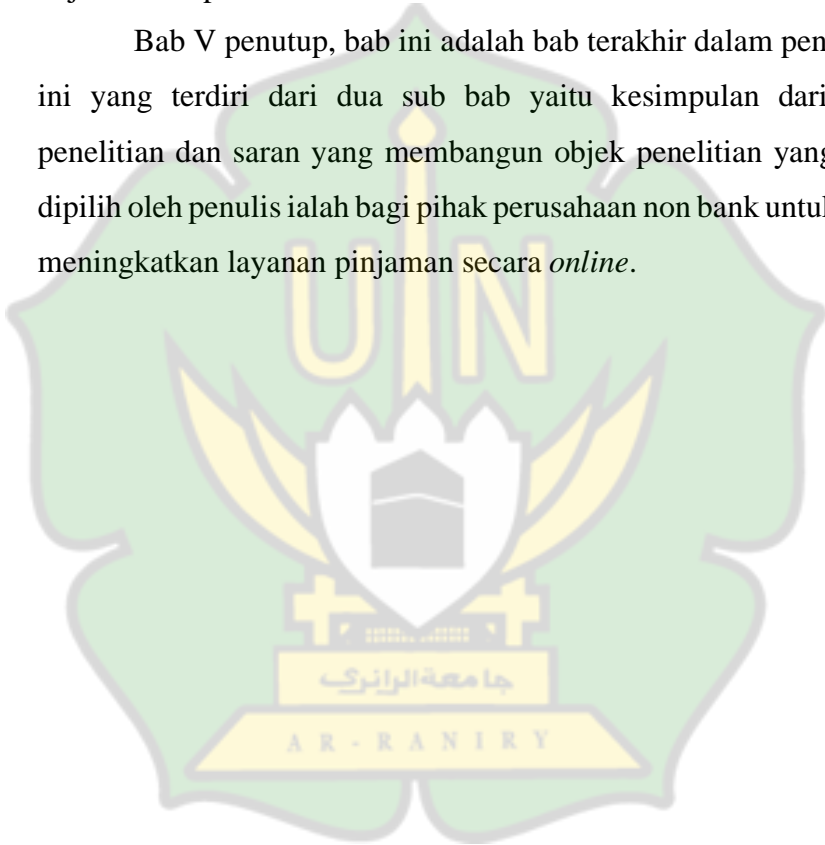 Bab V penutup, bab ini adalah bab terakhir dalam pen
ini yang terdiri dari dua sub bab yaitu kesimpulan dari
penelitian dan saran yang membangun objek penelitian yang
dipilih oleh penulis ialah bagi pihak perusahaan non bank untuk
meningkatkan layanan pinjaman secara online.
UIN
جامعة الرانري
AR-RANIRY